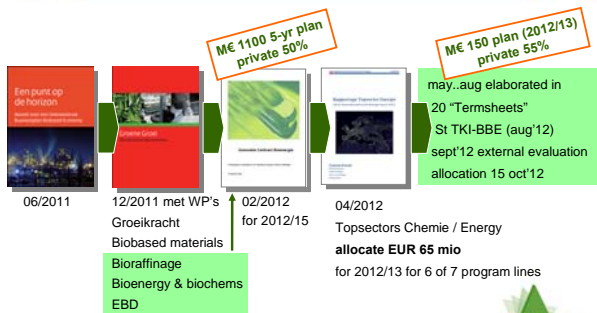 M€ 1100 5-yr plan
private 50%
M€ 150 plan (2012/13)
private 55%
Een punt op
de horizon
Groene Groei
may..aug elaborated in
20 “Termsheets”
St TKI-BBE (aug’12)
sept’12 external evaluation
allocation 15 oct’12
06/2011
12/2011 met WP’s
Groeikracht
Biobased materials
Bioraffinage
Bioenergy & biochems
EBD
02/2012
for 2012/15
04/2012
Topsectors Chemie / Energy
allocate EUR 65 mio
for 2012/13 for 6 of 7 program lines